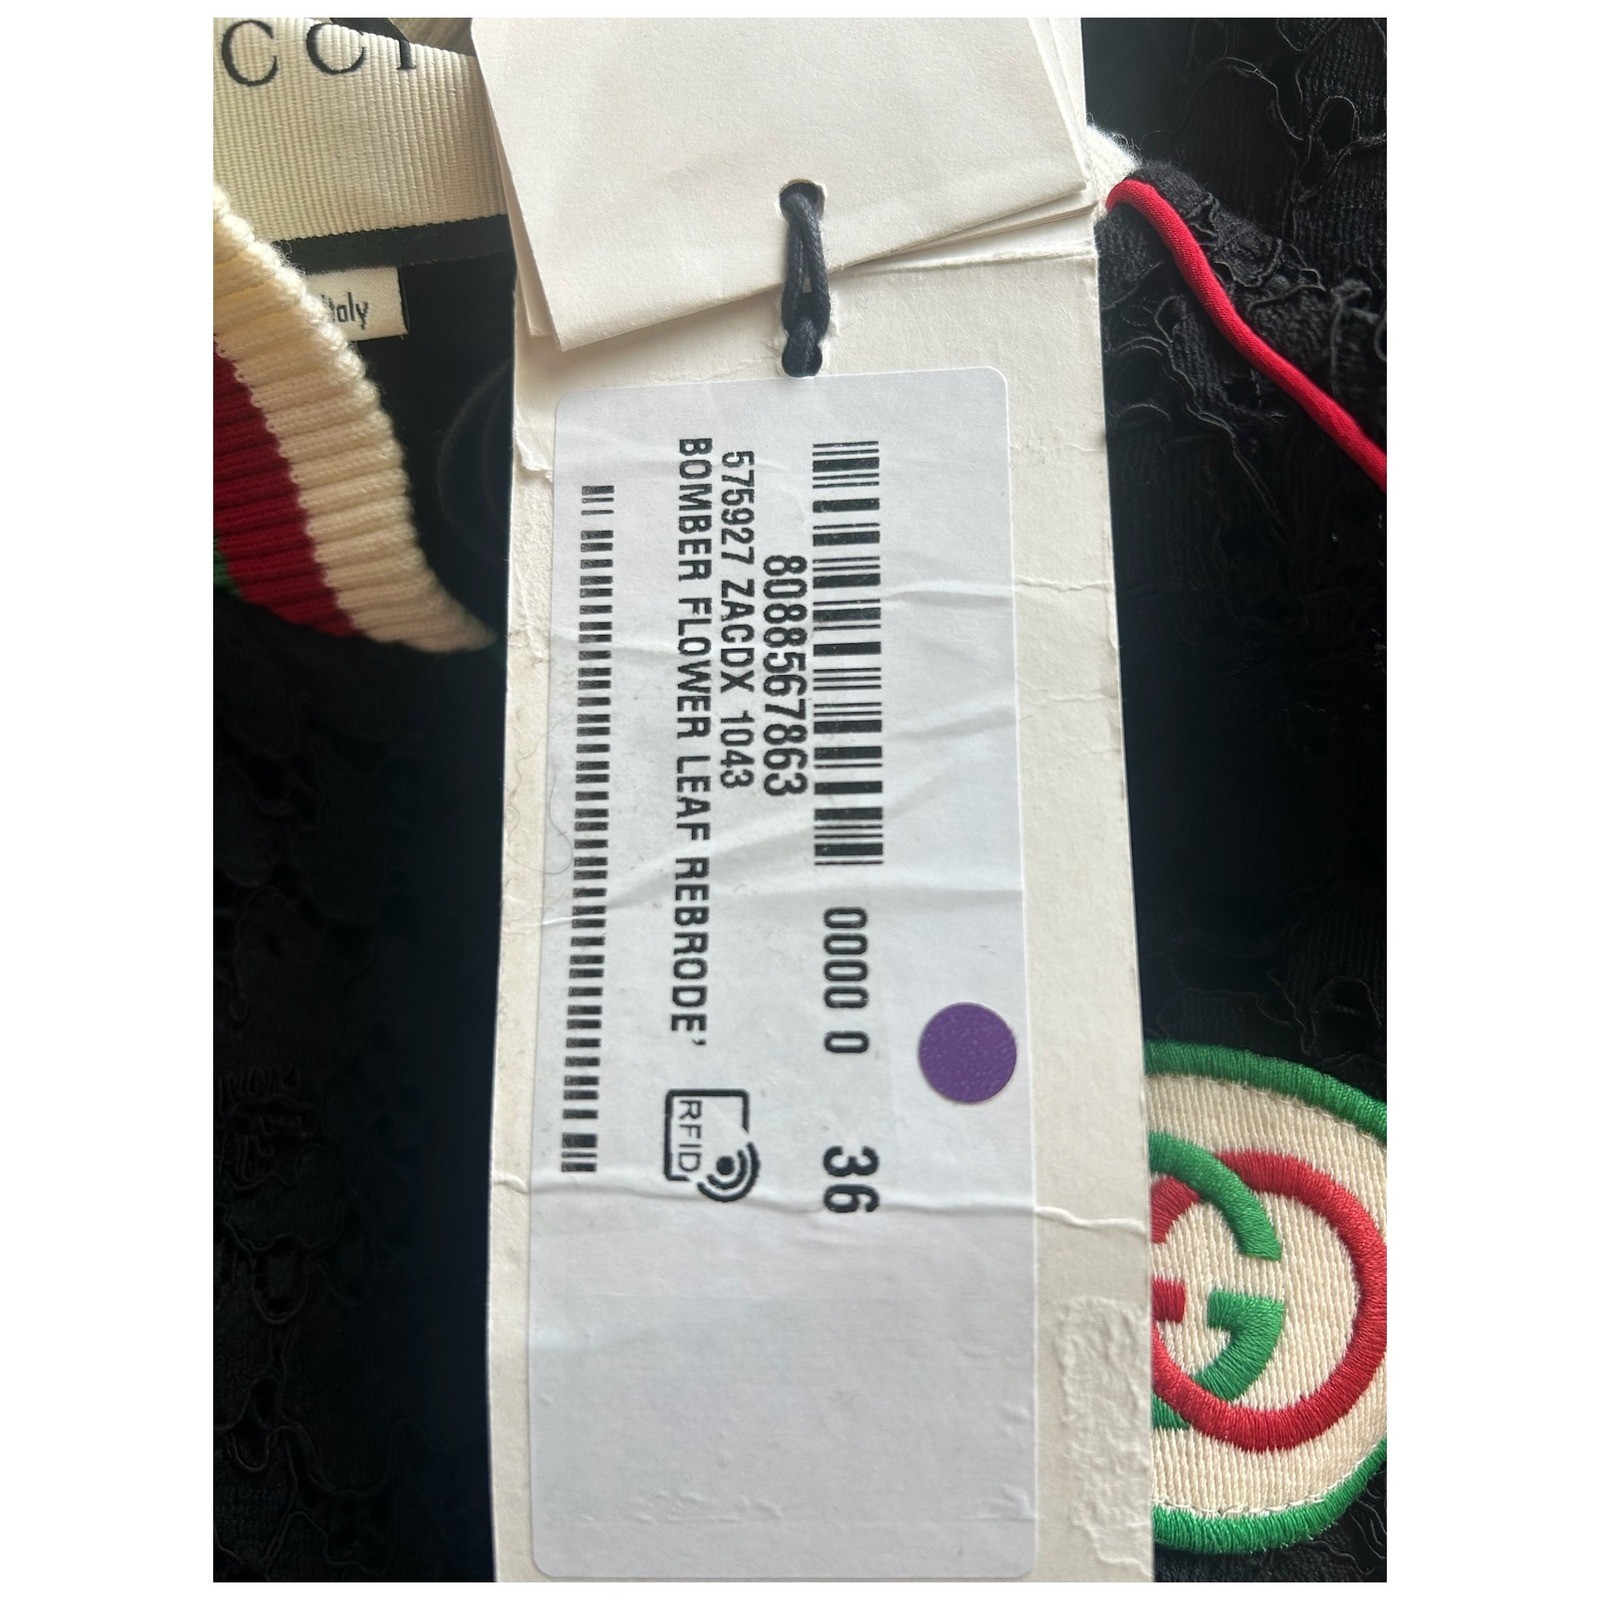 CCI
Italy
0000 0 36
8088567863
575927 ZACDX 1043
BOMBER FLOWER LEAF REBRODE'
RFID